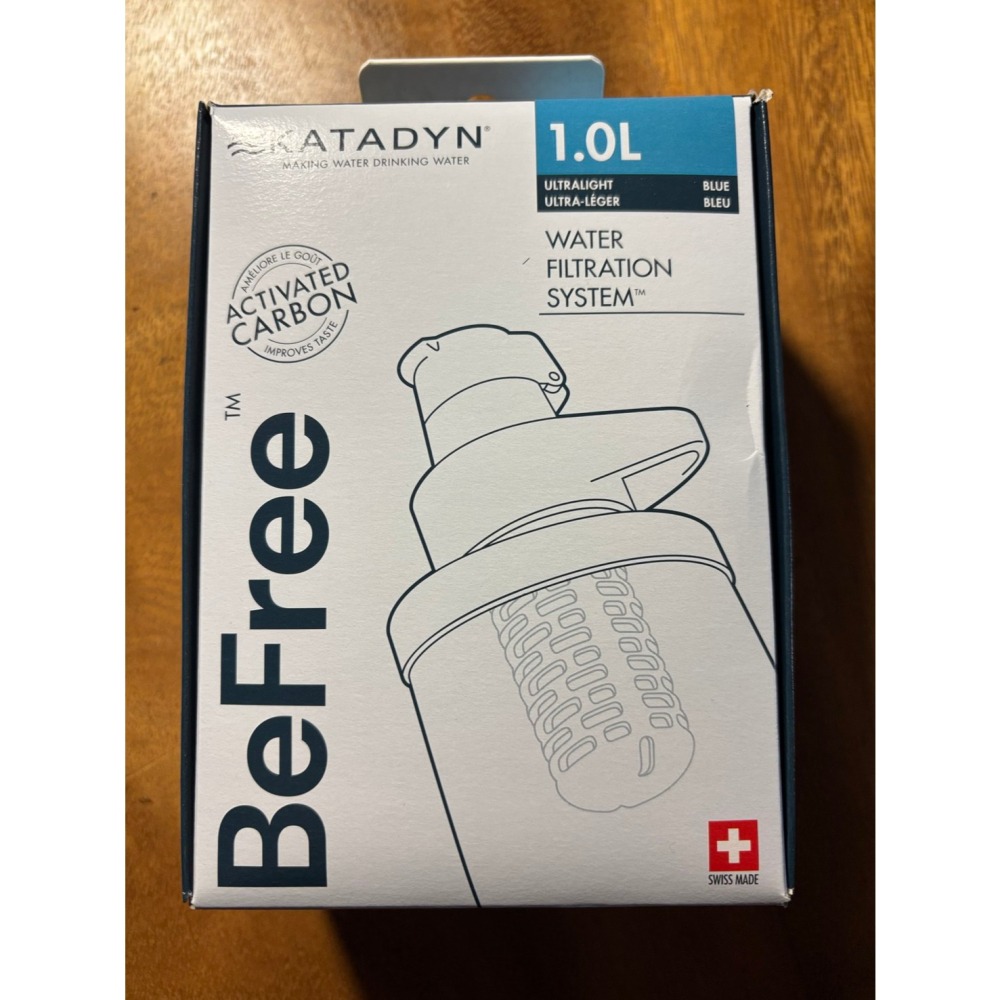 KATADYN®
MAKING WATER DRINKING WATER
1.0L
ULTRALIGHT BLUE
ULTRA-LÉGER BLEU
WATER
FILTRATION
SYSTEM™
AMÉLIORE LE GOÛT
ACTIVATED
CARBON
IMPROVES TASTE
BeFree™
SWISS MADE